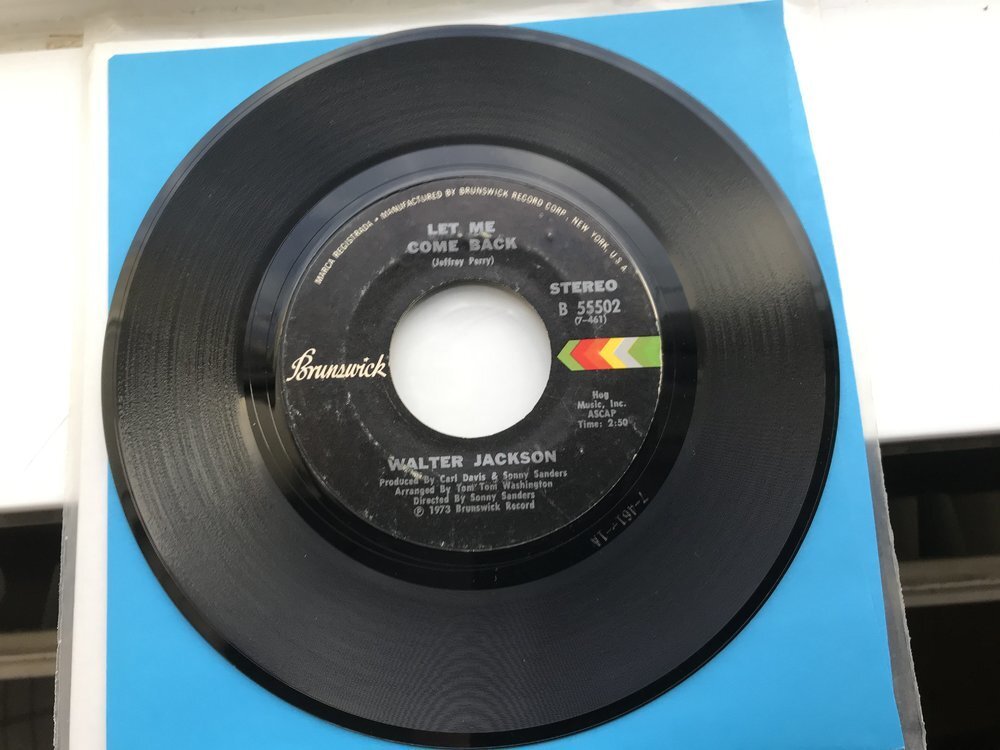 MARCA REGISTRADA • MANUFACTURED BY BRUNSWICK RECORD CORP. NEW YORK, U.S.A.
LET ME
COME BACK
(Jeffrey Perry)
STEREO
B 55502
(7-461)
Brunswick
Hog
Music, Inc.
ASCAP
Time: 2:50
WALTER JACKSON
Produced By Carl Davis & Sonny Sanders
Arranged By Tom Tom Washington
Directed By Sonny Sanders
℗ 1973 Brunswick Record
7-461-1A